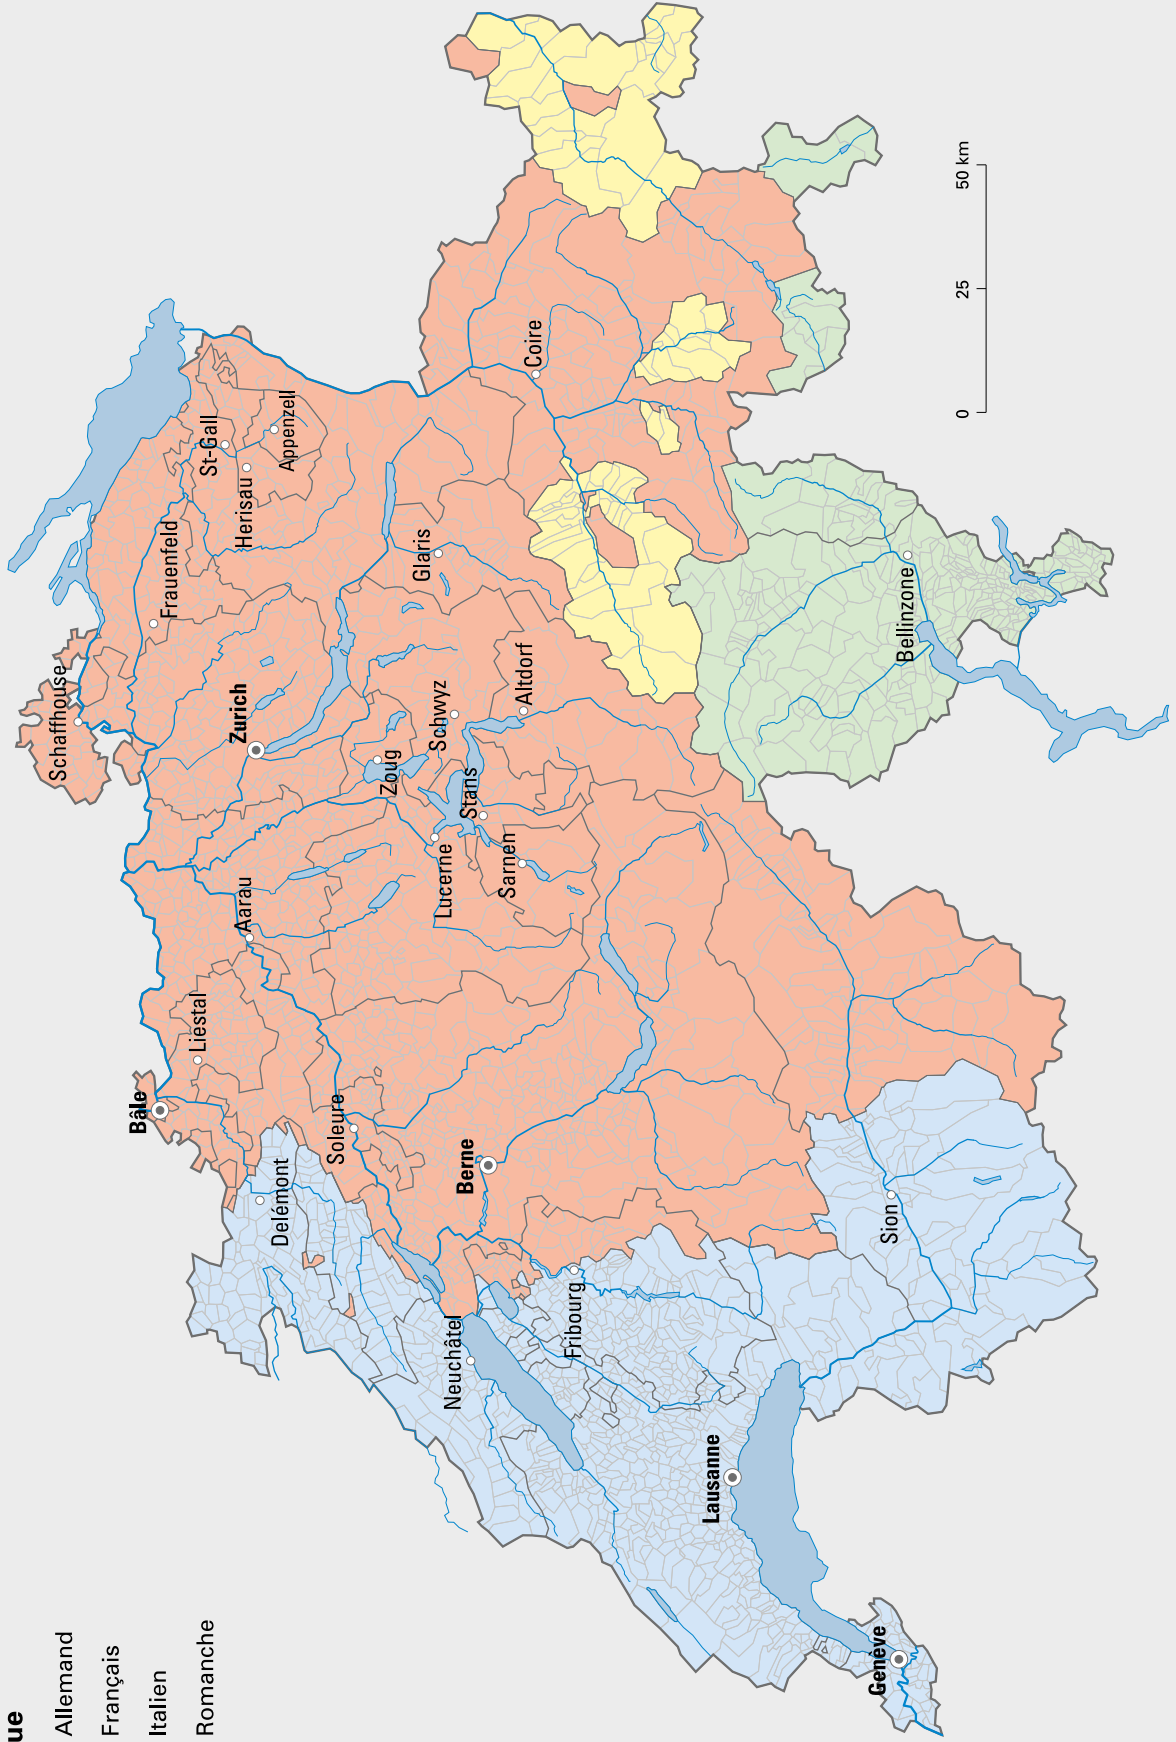 ue
Allemand
Français
Italien
Romanche
Schaffhouse
Frauenfeld
Bâle
Liestal
Zurich
St-Gall
Herisau
Appenzell
Aarau
Delémont
Soleure
Zoug
Lucerne
Schwyz
Glaris
Stans
Sarnen
Altdorf
Coire
Neuchâtel
Berne
Fribourg
Lausanne
Sion
Bellinzone
Genève
0
25
50 km